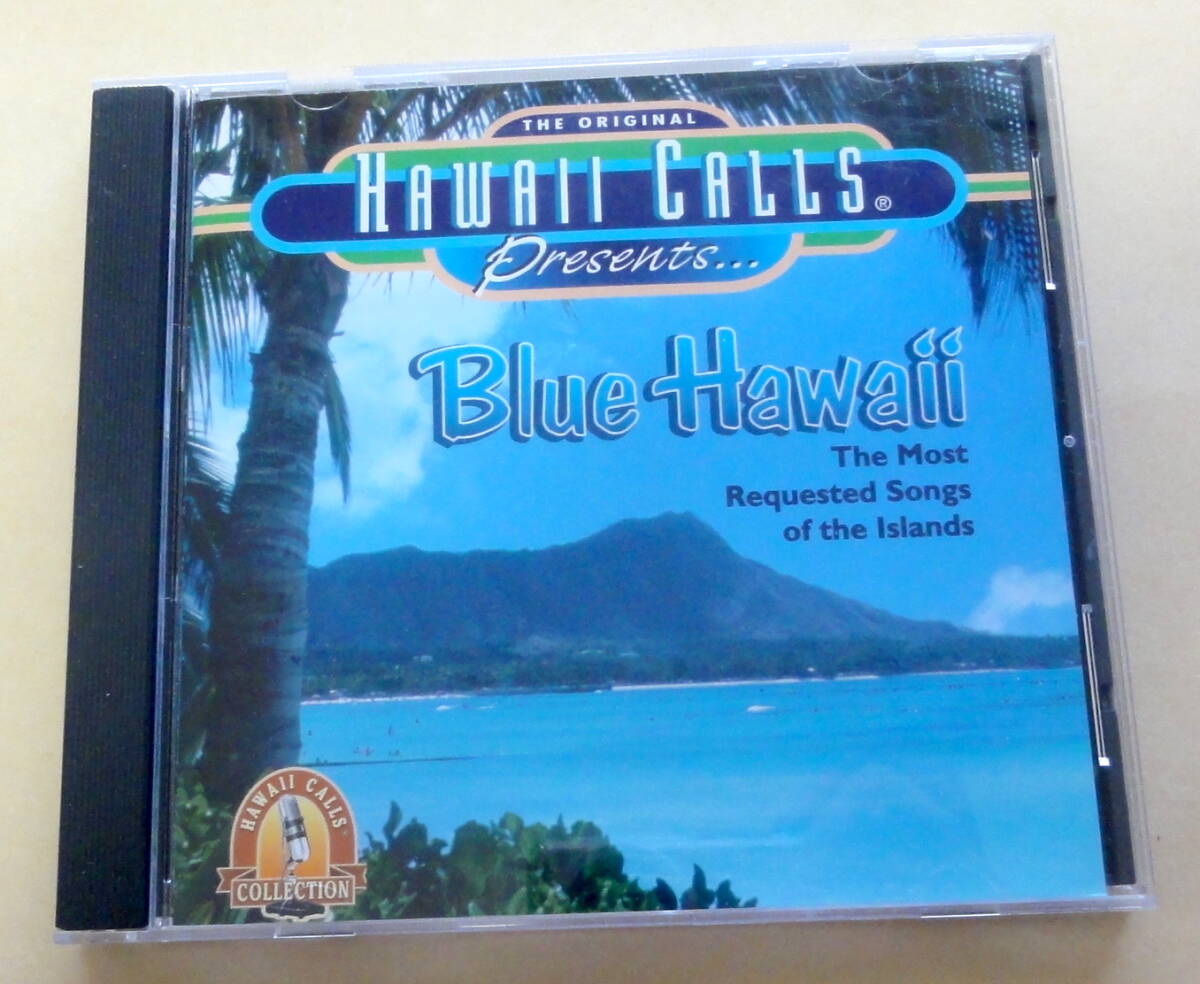 THE ORIGINAL
HAWAII CALLS®
Presents...
Blue Hawaii
The Most
Requested Songs
of the Islands
HAWAII CALLS
COLLECTION